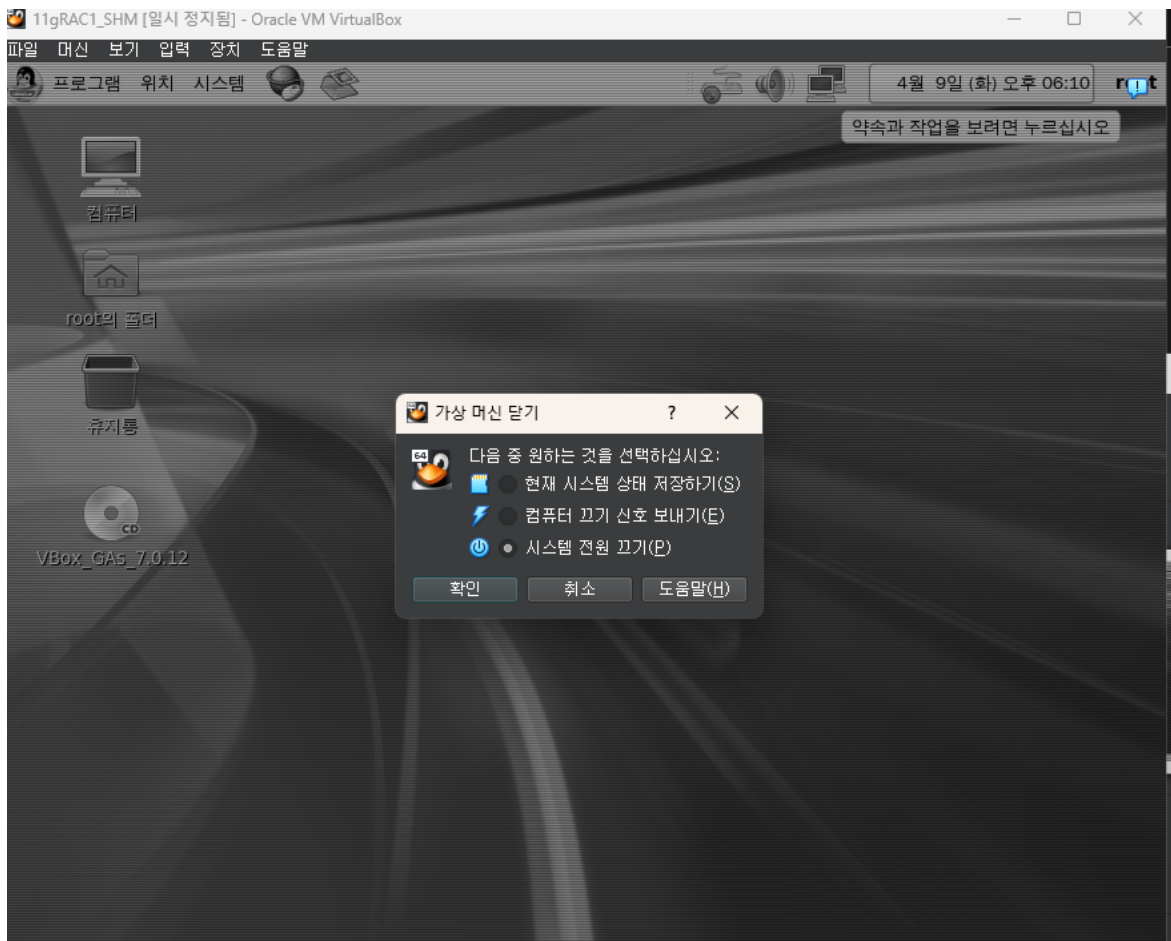 11gRAC1_SHM [일시 정지됨] - Oracle VM VirtualBox
파일 머신 보기 입력 장치 도움말
프로그램 위치 시스템 4월 9일 (화) 오후 06:10
약속과 작업을 보려면 누르십시오
컴퓨터
root의 폴더
휴지통
CD
VBox_GAs_7.0.12
가상 머신 닫기 ?
64
다음 중 원하는 것을 선택하십시오:
현재 시스템 상태 저장하기(S)
컴퓨터 끄기 신호 보내기(E)
시스템 전원 끄기(P)
확인 취소 도움말(H)